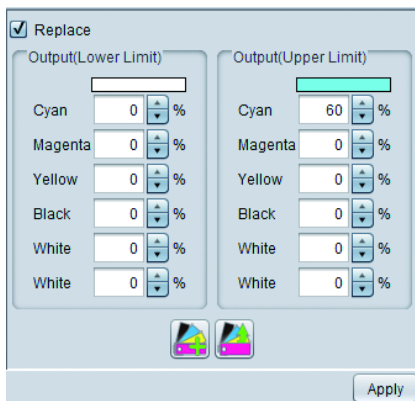 Replace
Output(Lower Limit) Output(Upper Limit)
Cyan 0 % Cyan 60 %
Magenta 0 % Magenta 0 %
Yellow 0 % Yellow 0 %
Black 0 % Black 0 %
White 0 % White 0 %
White 0 % White 0 %
Apply